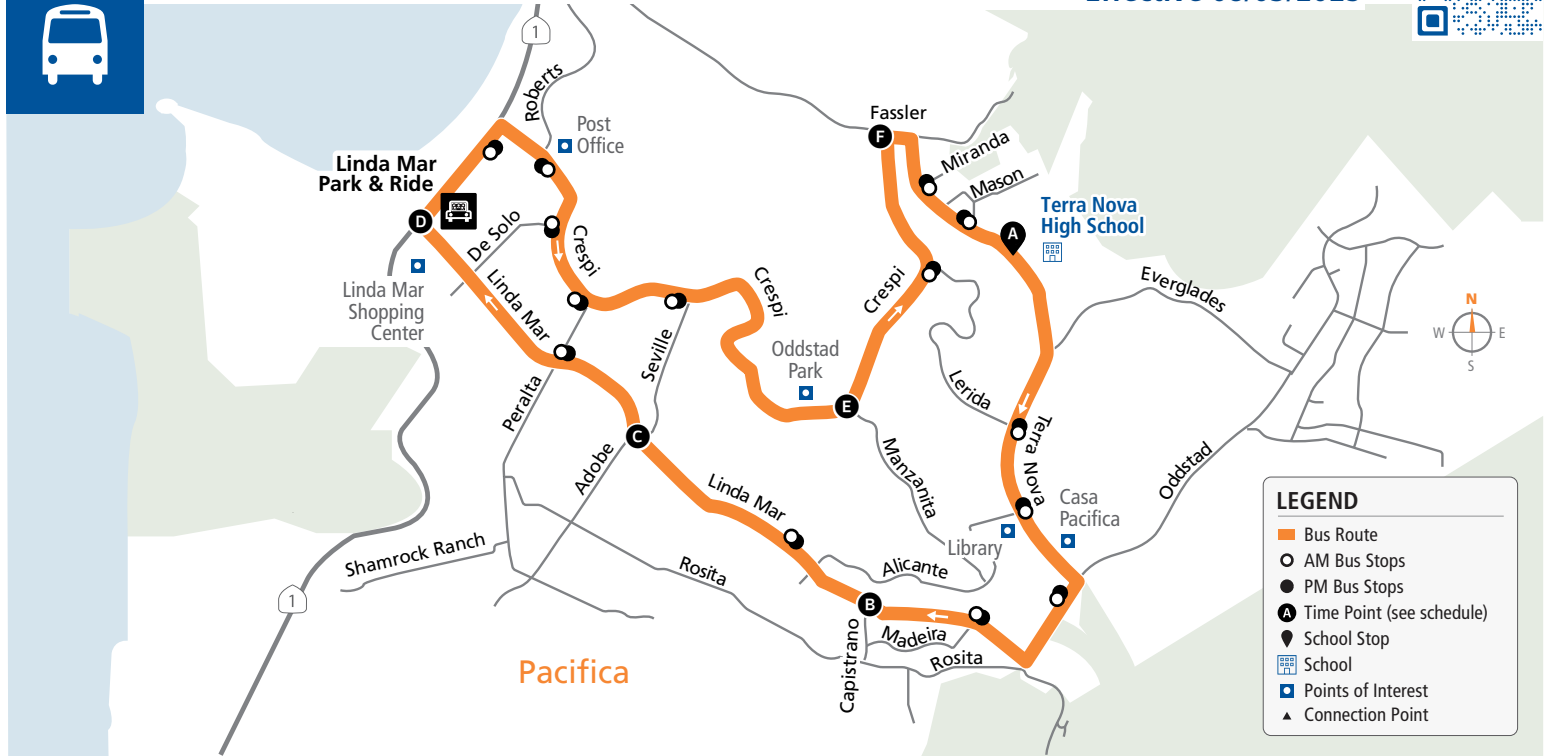 1
Roberts
Post
Office
Fassler
F
Miranda
Mason
Linda Mar
Park & Ride
D
De Solo
Crespi
A
Terra Nova
High School
Linda Mar
Shopping
Center
Linda Mar
Crespi
Crespi
Everglades
N
W
E
S
Seville
Oddstad
Park
E
Lerida
Peralta
C
Adobe
Manzanita
Terra Nova
Oddstad
Linda Mar
Casa
Pacifica
Library
Shamrock Ranch
Rosita
Alicante
1
B
Madeira
Rosita
Capistrano
Pacifica
LEGEND
Bus Route
AM Bus Stops
PM Bus Stops
A Time Point (see schedule)
School Stop
School
Points of Interest
Connection Point